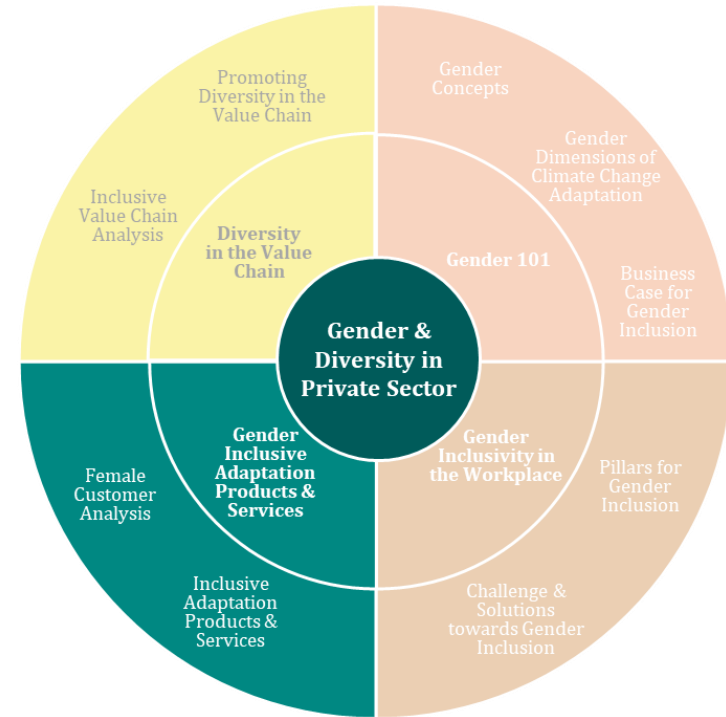 Promoting
Diversity in the
Value Chain
Inclusive
Value Chain
Analysis
Diversity
in the Value
Chain
Gender
Concepts
Gender
Dimensions of
Climate Change
Adaptation
Business
Case for
Gender
Inclusion
Gender 101
Gender &
Diversity in
Private Sector
Gender
Inclusive
Adaptation
Products &
Services
Female
Customer
Analysis
Inclusive
Adaptation
Products &
Services
Gender
Inclusivity in
the Workplace
Pillars for
Gender
Inclusion
Challenge &
Solutions
towards Gender
Inclusion